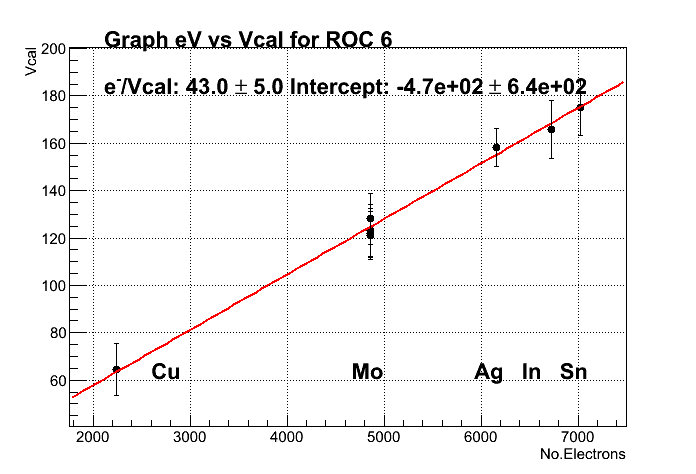 Graph eV vs Vcal for ROC 6
e⁻/Vcal: 43.0 ± 5.0 Intercept: -4.7e+02 ± 6.4e+02
Vcal
200
180
160
140
120
100
80
60
Cu Mo Ag In Sn
2000 3000 4000 5000 6000 7000
No.Electrons